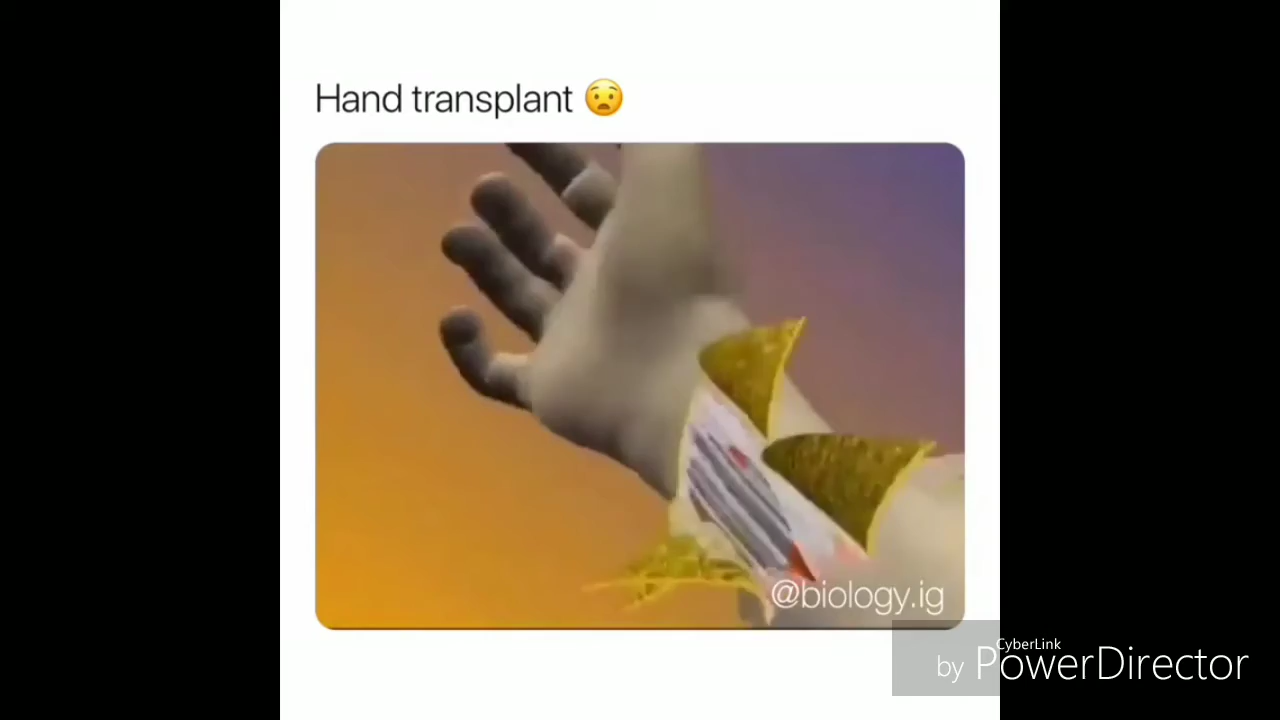 Hand transplant 😧
@biology.ig
CyberLink
by PowerDirector